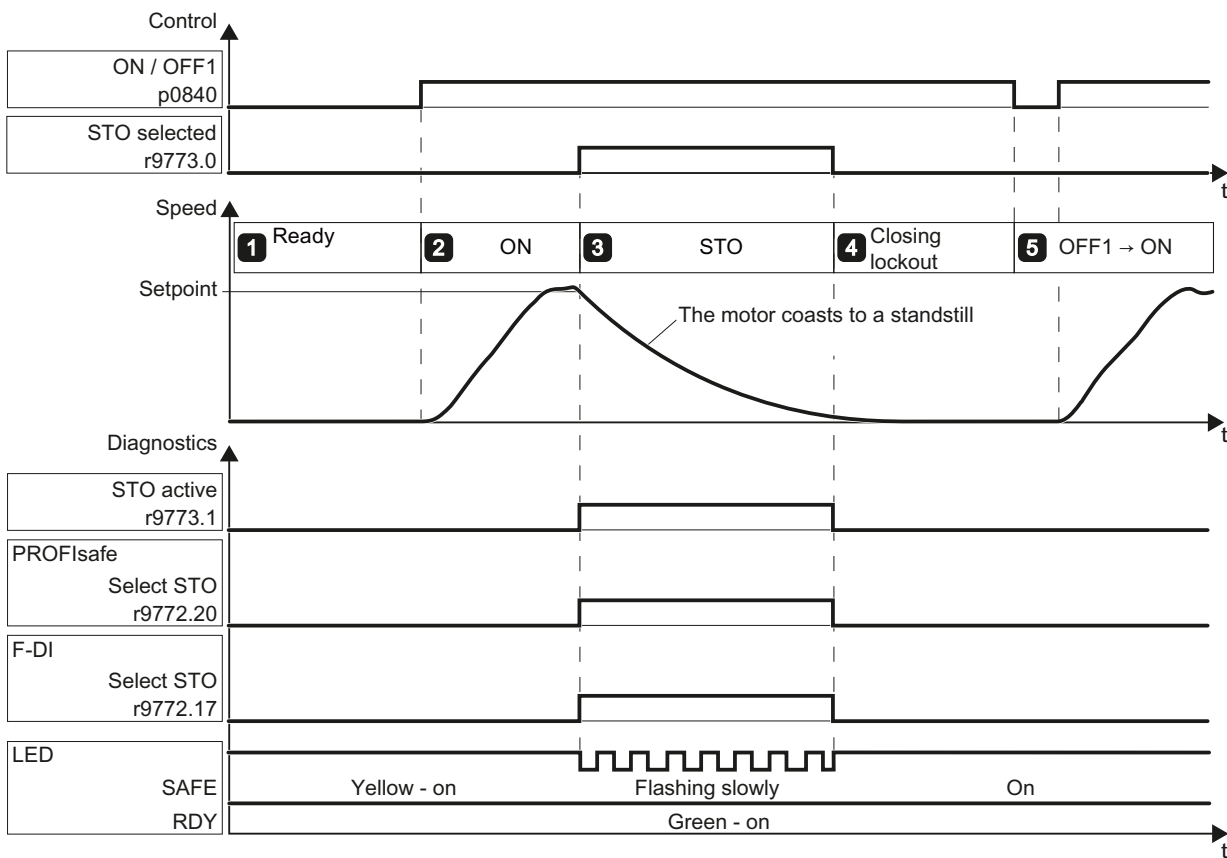 Control
ON / OFF1
p0840
STO selected
r9773.0
t
Speed
1 Ready
2 ON
3 STO
4 Closing
lockout
5 OFF1 → ON
Setpoint
The motor coasts to a standstill
t
Diagnostics
STO active
r9773.1
PROFIsafe
Select STO
r9772.20
F-DI
Select STO
r9772.17
LED
SAFE
Yellow - on
Flashing slowly
On
RDY
Green - on
t